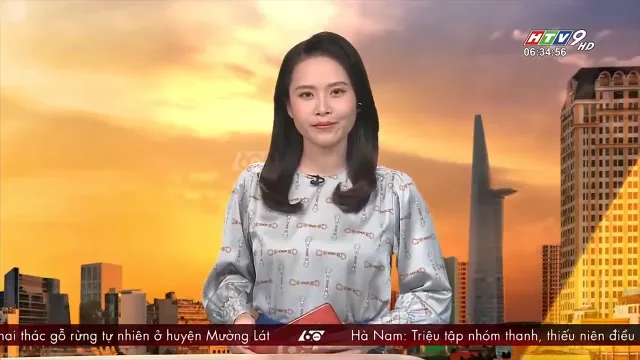 HTV9 HD
06:34:56
hai thác gỗ rừng tự nhiên ở huyện Mường Lát
Hà Nam: Triệu tập nhóm thanh, thiếu niên điều